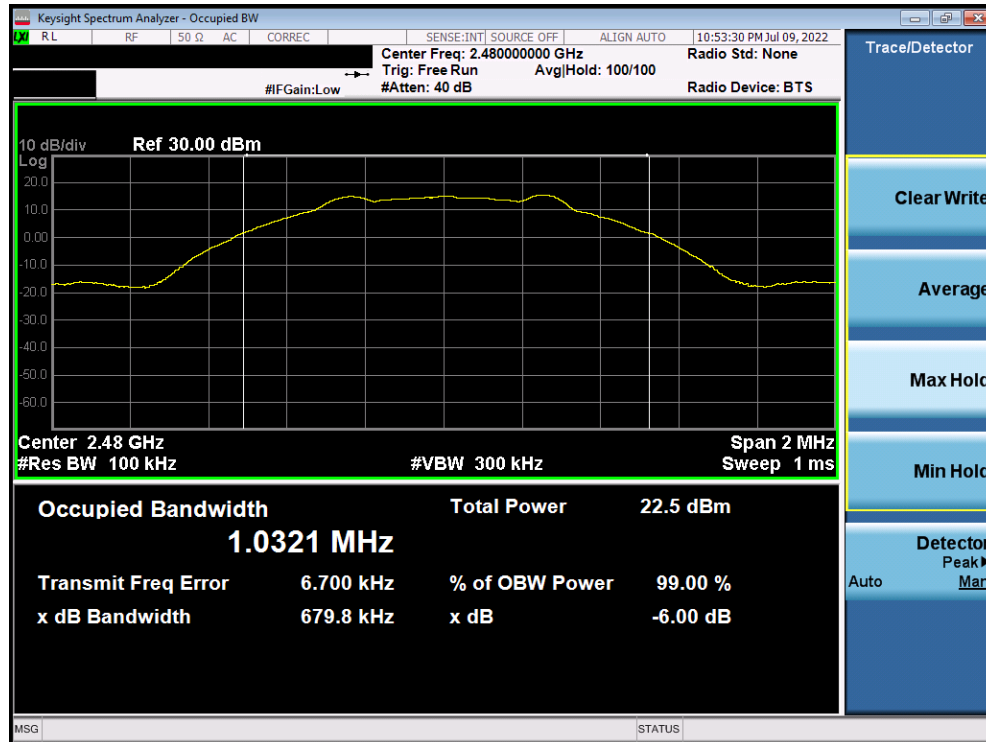 Keysight Spectrum Analyzer - Occupied BW
LXI RL RF 50 Ω AC CORREC SENSE:INT SOURCE OFF ALIGN AUTO 10:53:30 PM Jul 09, 2022
Center Freq: 2.480000000 GHz Radio Std: None
Trig: Free Run Avg|Hold: 100/100
#IFGain:Low #Atten: 40 dB Radio Device: BTS
Trace/Detector
10 dB/div Ref 30.00 dBm
Log
20.0
10.0
0.00
-10.0
-20.0
-30.0
-40.0
-50.0
-60.0
Center 2.48 GHz Span 2 MHz
#Res BW 100 kHz #VBW 300 kHz Sweep 1 ms
Occupied Bandwidth Total Power 22.5 dBm
1.0321 MHz
Transmit Freq Error 6.700 kHz % of OBW Power 99.00 %
x dB Bandwidth 679.8 kHz x dB -6.00 dB
Clear Write
Average
Max Hold
Min Hold
Detector
Peak
Auto Man
MSG STATUS